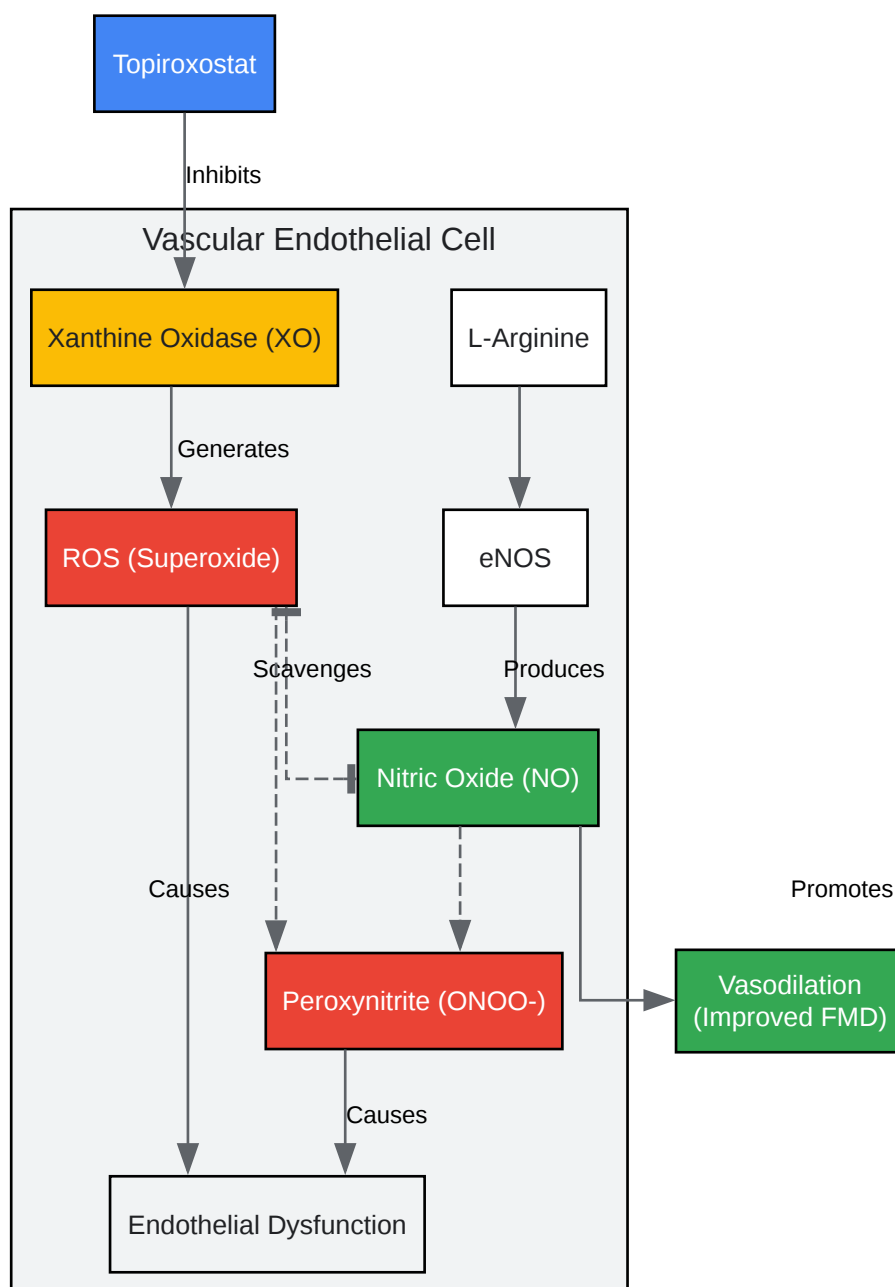 Topiroxostat
Inhibits
Vascular Endothelial Cell
Xanthine Oxidase (XO)
L-Arginine
Generates
ROS (Superoxide)
eNOS
Scavenges
Produces
Nitric Oxide (NO)
Causes
Promotes
Peroxynitrite (ONOO-)
Vasodilation
(Improved FMD)
Causes
Endothelial Dysfunction